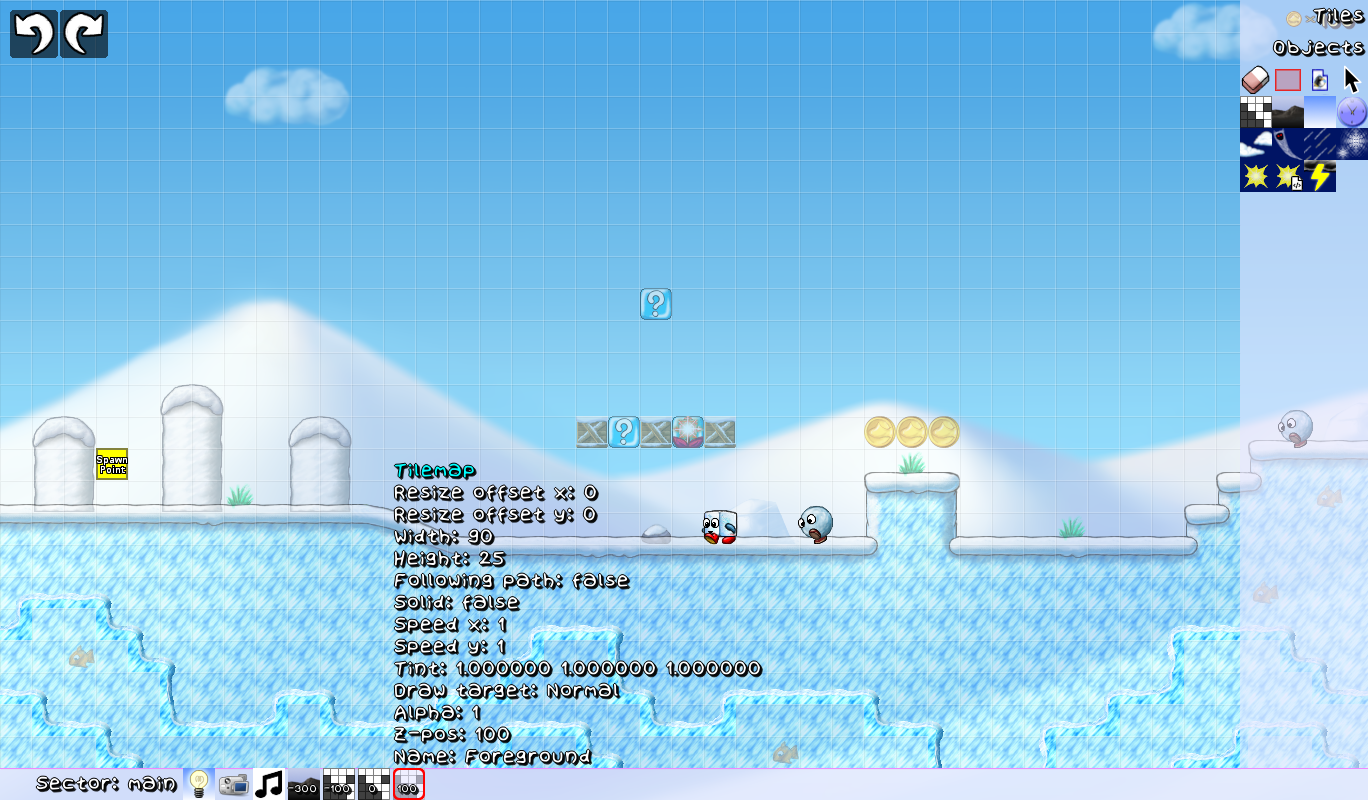 Tiles
Objects
?
?
Spawn
Point
Tilemap
Resize offset x: 0
Resize offset y: 0
Width: 90
Height: 25
Following path: false
Solid: false
Speed x: 1
Speed y: 1
Tint: 1.000000 1.000000 1.000000
Draw target: Normal
Alpha: 1
Z-pos: 100
Name: Foreground
Sector: main
-300
-100
0
100